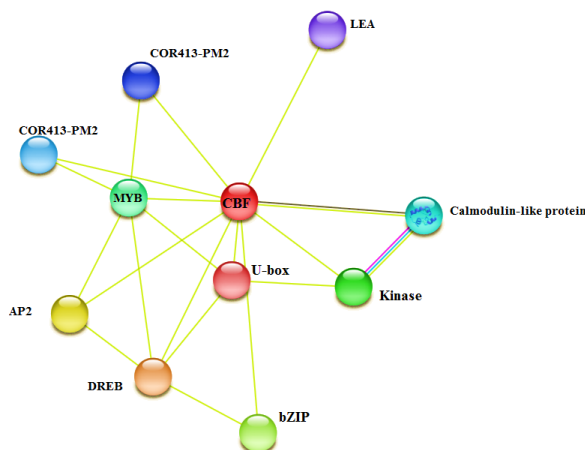 LEA
COR413-PM2
COR413-PM2
MYB
CBF
Calmodulin-like protein
U-box
Kinase
AP2
DREB
bZIP